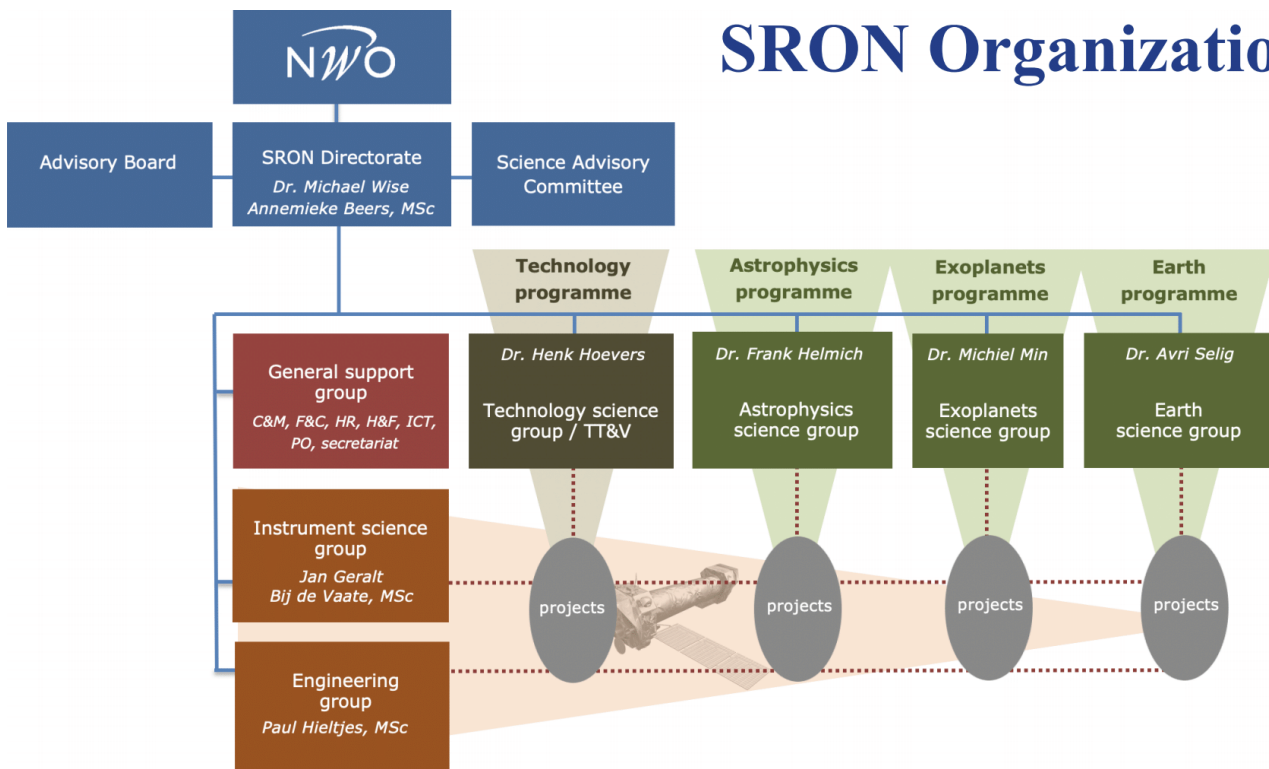 NWO
SRON Organizatio
Advisory Board
SRON Directorate
Dr. Michael Wise
Annemieke Beers, MSc
Science Advisory
Committee
Technology
programme
Astrophysics
programme
Exoplanets
programme
Earth
programme
General support
group
C&M, F&C, HR, H&F, ICT,
PO, secretariat
Dr. Henk Hoevers
Technology science
group / TT&V
Dr. Frank Helmich
Astrophysics
science group
Dr. Michiel Min
Exoplanets
science group
Dr. Avri Selig
Earth
science group
Instrument science
group
Jan Geralt
Bij de Vaate, MSc
projects
projects
projects
projects
Engineering
group
Paul Hieltjes, MSc